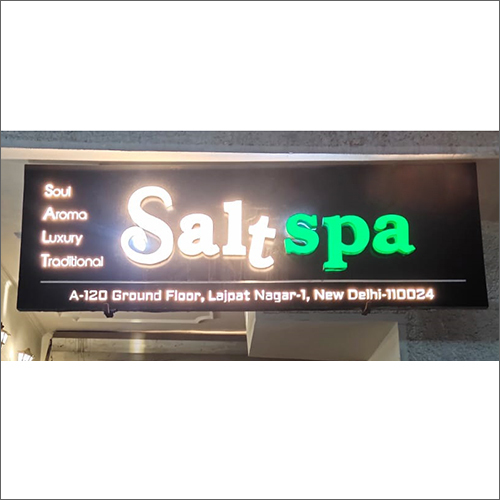 Soul
Aroma
Luxury
Traditional
Salt spa
A-120 Ground Floor, Lajpat Nagar-1, New Delhi-110024